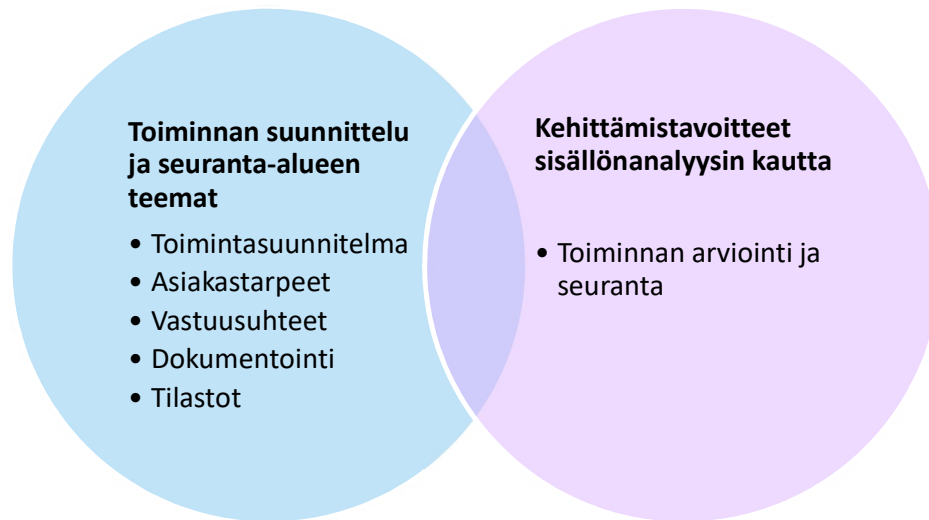 Toiminnan suunnittelu
ja seuranta-alueen
teemat
• Toimintasuunnitelma
• Asiakastarpeet
• Vastuusuhteet
• Dokumentointi
• Tilastot
Kehittämistavoitteet
sisällönanalyysin kautta
• Toiminnan arviointi ja
seuranta